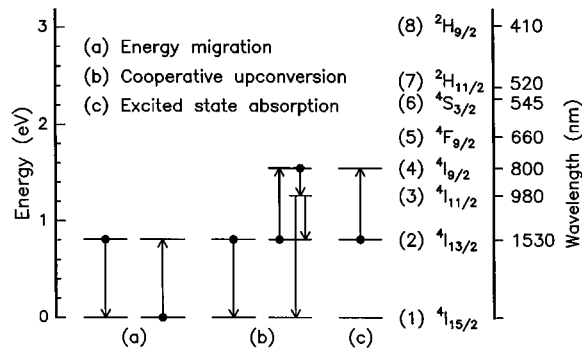 Energy (eV)
3
2
1
0
(a) Energy migration
(b) Cooperative upconversion
(c) Excited state absorption
(a)
(b)
(c)
(8) ²H₉/₂
(7) ²H₁₁/₂
(6) ⁴S₃/₂
(5) ⁴F₉/₂
(4) ⁴I₉/₂
(3) ⁴I₁₁/₂
(2) ⁴I₁₃/₂
(1) ⁴I₁₅/₂
410
520
545
660
800
980
1530
Wavelength (nm)